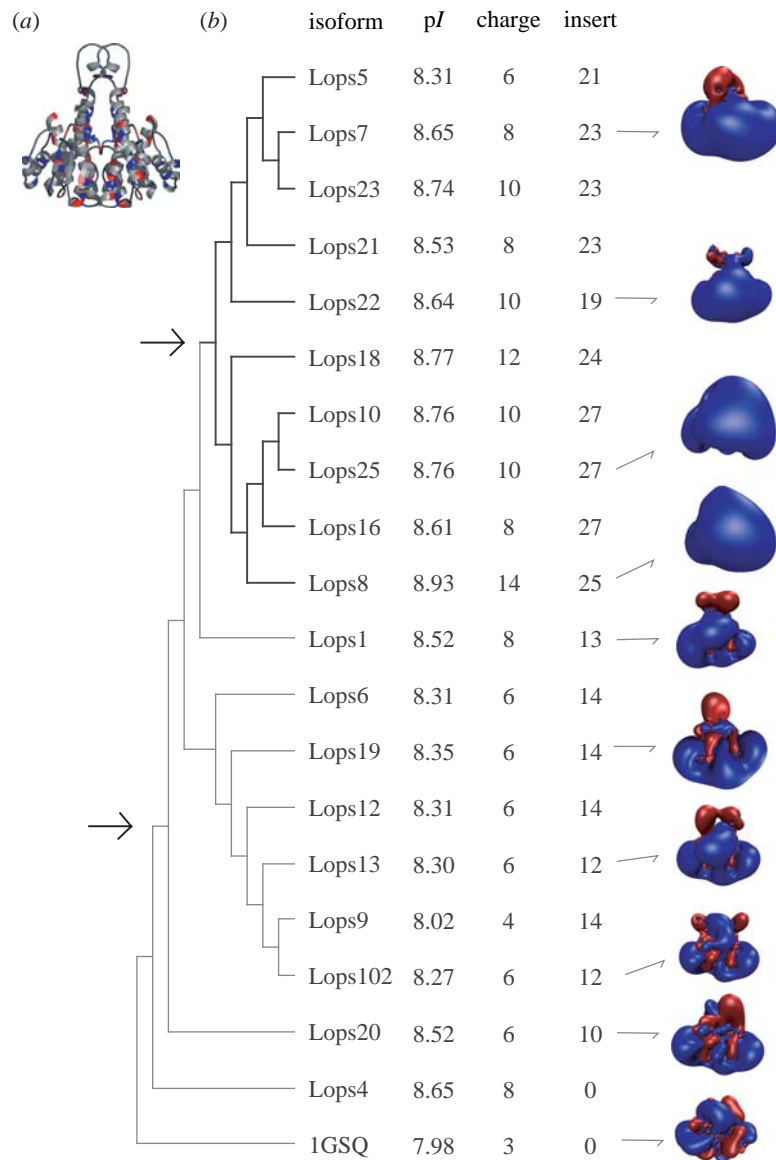 (a) (b) isoform pI charge insert
Lops5 8.31 6 21
Lops7 8.65 8 23
Lops23 8.74 10 23
Lops21 8.53 8 23
Lops22 8.64 10 19
Lops18 8.77 12 24
Lops10 8.76 10 27
Lops25 8.76 10 27
Lops16 8.61 8 27
Lops8 8.93 14 25
Lops1 8.52 8 13
Lops6 8.31 6 14
Lops19 8.35 6 14
Lops12 8.31 6 14
Lops13 8.30 6 12
Lops9 8.02 4 14
Lops102 8.27 6 12
Lops20 8.52 6 10
Lops4 8.65 8 0
1GSQ 7.98 3 0